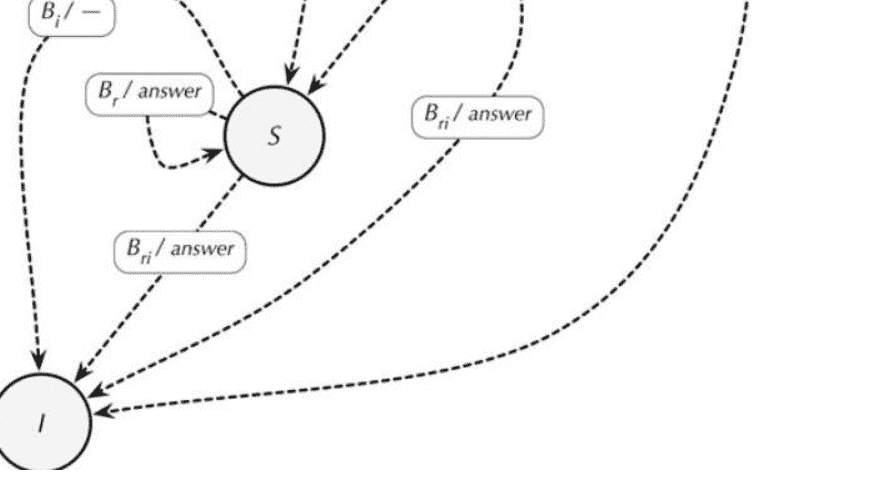 B_i / —
B_r / answer
B_ri / answer
S
B_ri / answer
I